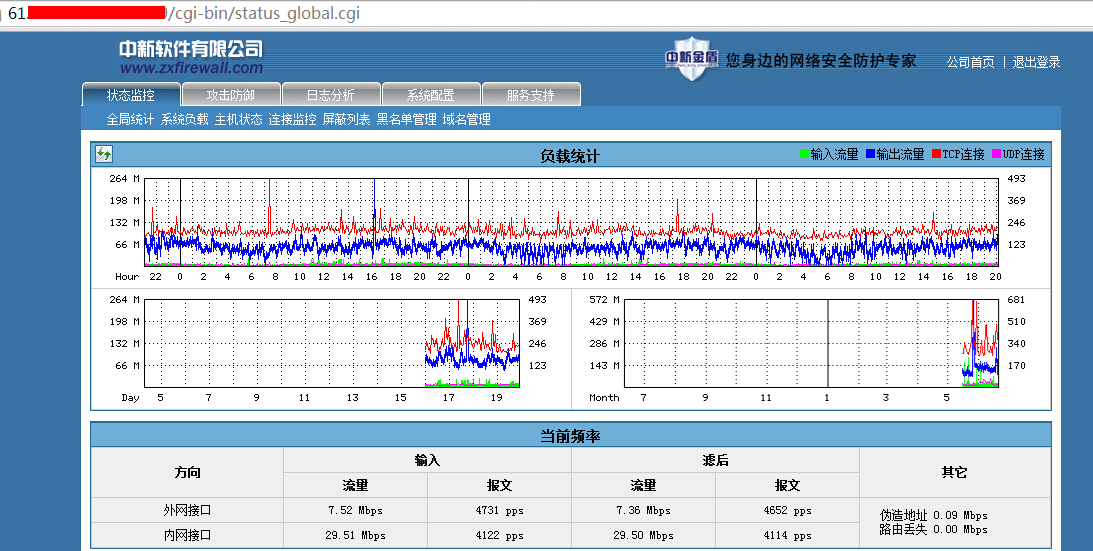 61 /cgi-bin/status_global.cgi
中新软件有限公司
www.zxfirewall.com
中新金盾 您身边的网络安全防护专家 公司首页 | 退出登录
状态监控 攻击防御 日志分析 系统配置 服务支持
全局统计 系统负载 主机状态 连接监控 屏蔽列表 黑名单管理 域名管理
负载统计 输入流量 输出流量 TCP连接 UDP连接
264 M 493
198 M 369
132 M 246
66 M 123
Hour 22 0 2 4 6 8 10 12 14 16 18 20 22 0 2 4 6 8 10 12 14 16 18 20 22 0 2 4 6 8 10 12 14 16 18 20
264 M 493 572 M 681
198 M 369 429 M 510
132 M 246 286 M 340
66 M 123 143 M 170
Day 5 7 9 11 13 15 17 19 Month 7 9 11 1 3 5
当前频率
方向 输入 滤后 其它
流量 报文 流量 报文
外网接口 7.52 Mbps 4731 pps 7.36 Mbps 4652 pps
内网接口 29.51 Mbps 4122 pps 29.50 Mbps 4114 pps
伪造地址 0.09 Mbps
路由丢失 0.00 Mbps